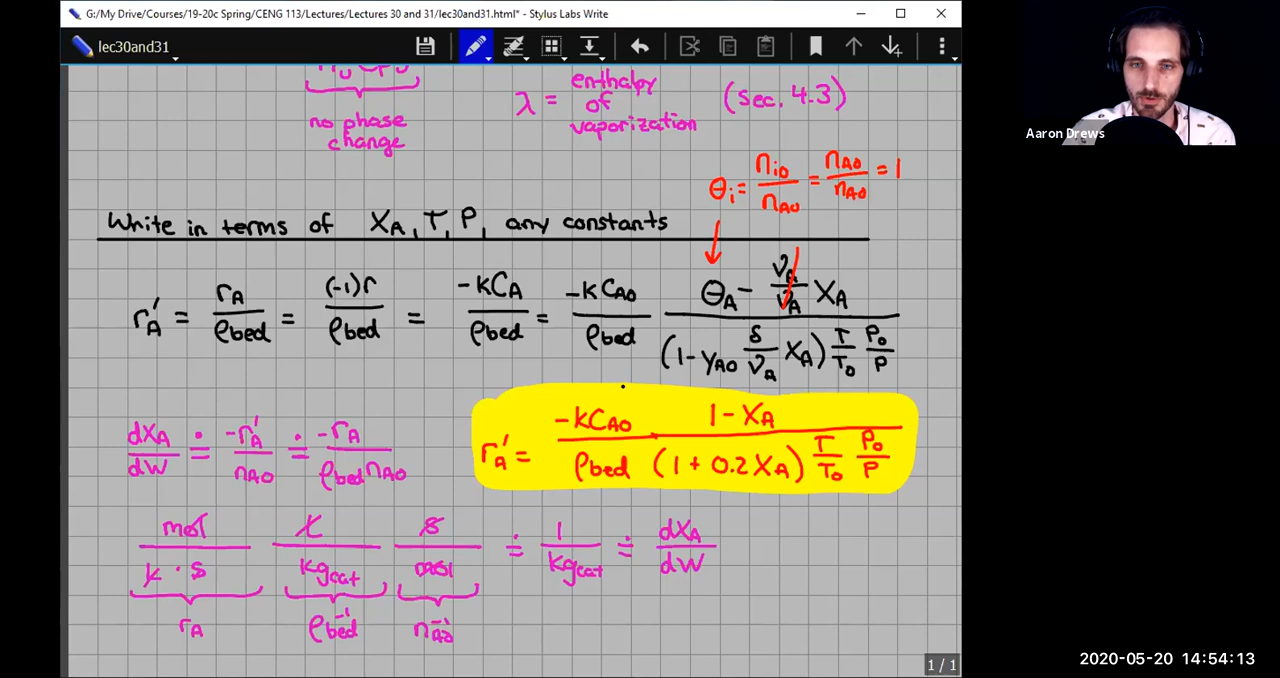 G:/My Drive/Courses/19-20c Spring/CENG 113/Lectures/Lectures 30 and 31/lec30and31.html* - Stylus Labs Write
lec30and31
no phase change
λ = enthalpy of vaporization (sec. 4.3)
Θi = ni0/nA0 = nA0/nA0 = 1
Write in terms of XA, T, P, any constants
rA' = rA/ρbed = (-1)r/ρbed = -kCA/ρbed = -kCA0/ρbed (ΘA - νA/νA XA)/((1-yA0 δ/νA XA) T/T0 P0/P)
rA' = -kCA0/ρbed (1-XA)/((1+0.2XA) T/T0 P0/P)
dXA/dW ≐ -rA'/nA0 ≐ -rA/ρbed nA0
mol/L·s L/kgcat s/mol ≐ 1/kgcat ≐ dXA/dW
rA ρbed⁻¹ nA0⁻¹
Aaron Drews
1/1
2020-05-20 14:54:13